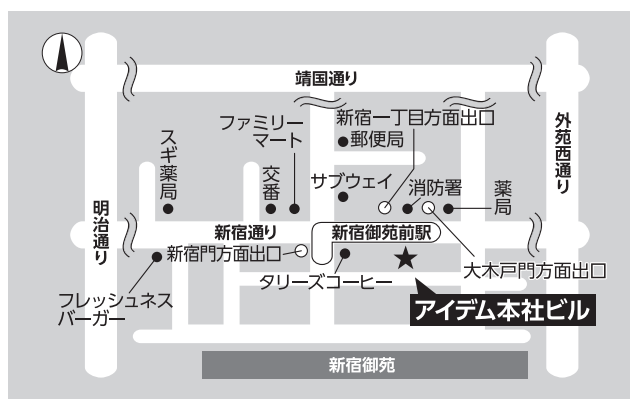 靖国通り
新宿一丁目方面出口
ファミリー
マート
郵便局
外苑西通り
スギ薬局
交番
サブウェイ
消防署
薬局
明治通り
新宿通り
新宿御苑前駅
新宿門方面出口
大木戸門方面出口
タリーズコーヒー
フレッシュネス
バーガー
アイデム本社ビル
新宿御苑